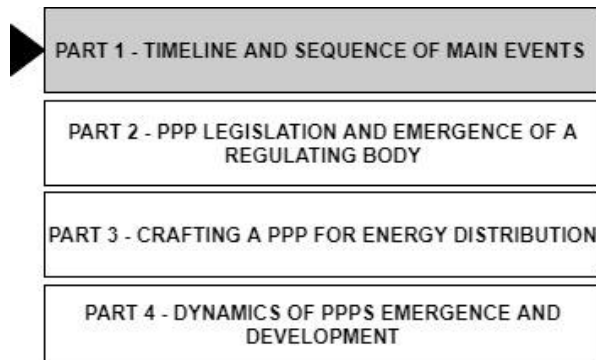 PART 1 - TIMELINE AND SEQUENCE OF MAIN EVENTS
PART 2 - PPP LEGISLATION AND EMERGENCE OF A
REGULATING BODY
PART 3 - CRAFTING A PPP FOR ENERGY DISTRIBUTION
PART 4 - DYNAMICS OF PPPS EMERGENCE AND
DEVELOPMENT